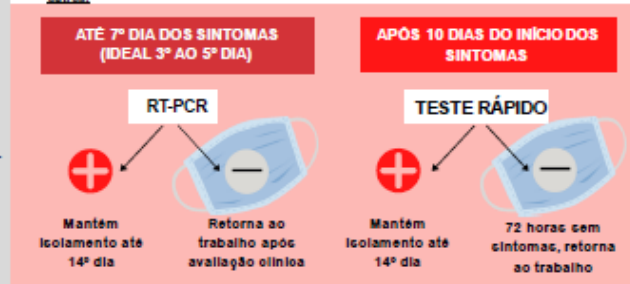 ATÉ 7º DIA DOS SINTOMAS
(IDEAL 3º AO 5º DIA)
RT-PCR
Mantém
isolamento até
14º dia
Retorna ao
trabalho após
avaliação clínica
APÓS 10 DIAS DO INÍCIO DOS
SINTOMAS
TESTE RÁPIDO
Mantém
isolamento até
14º dia
72 horas sem
sintomas, retorna
ao trabalho